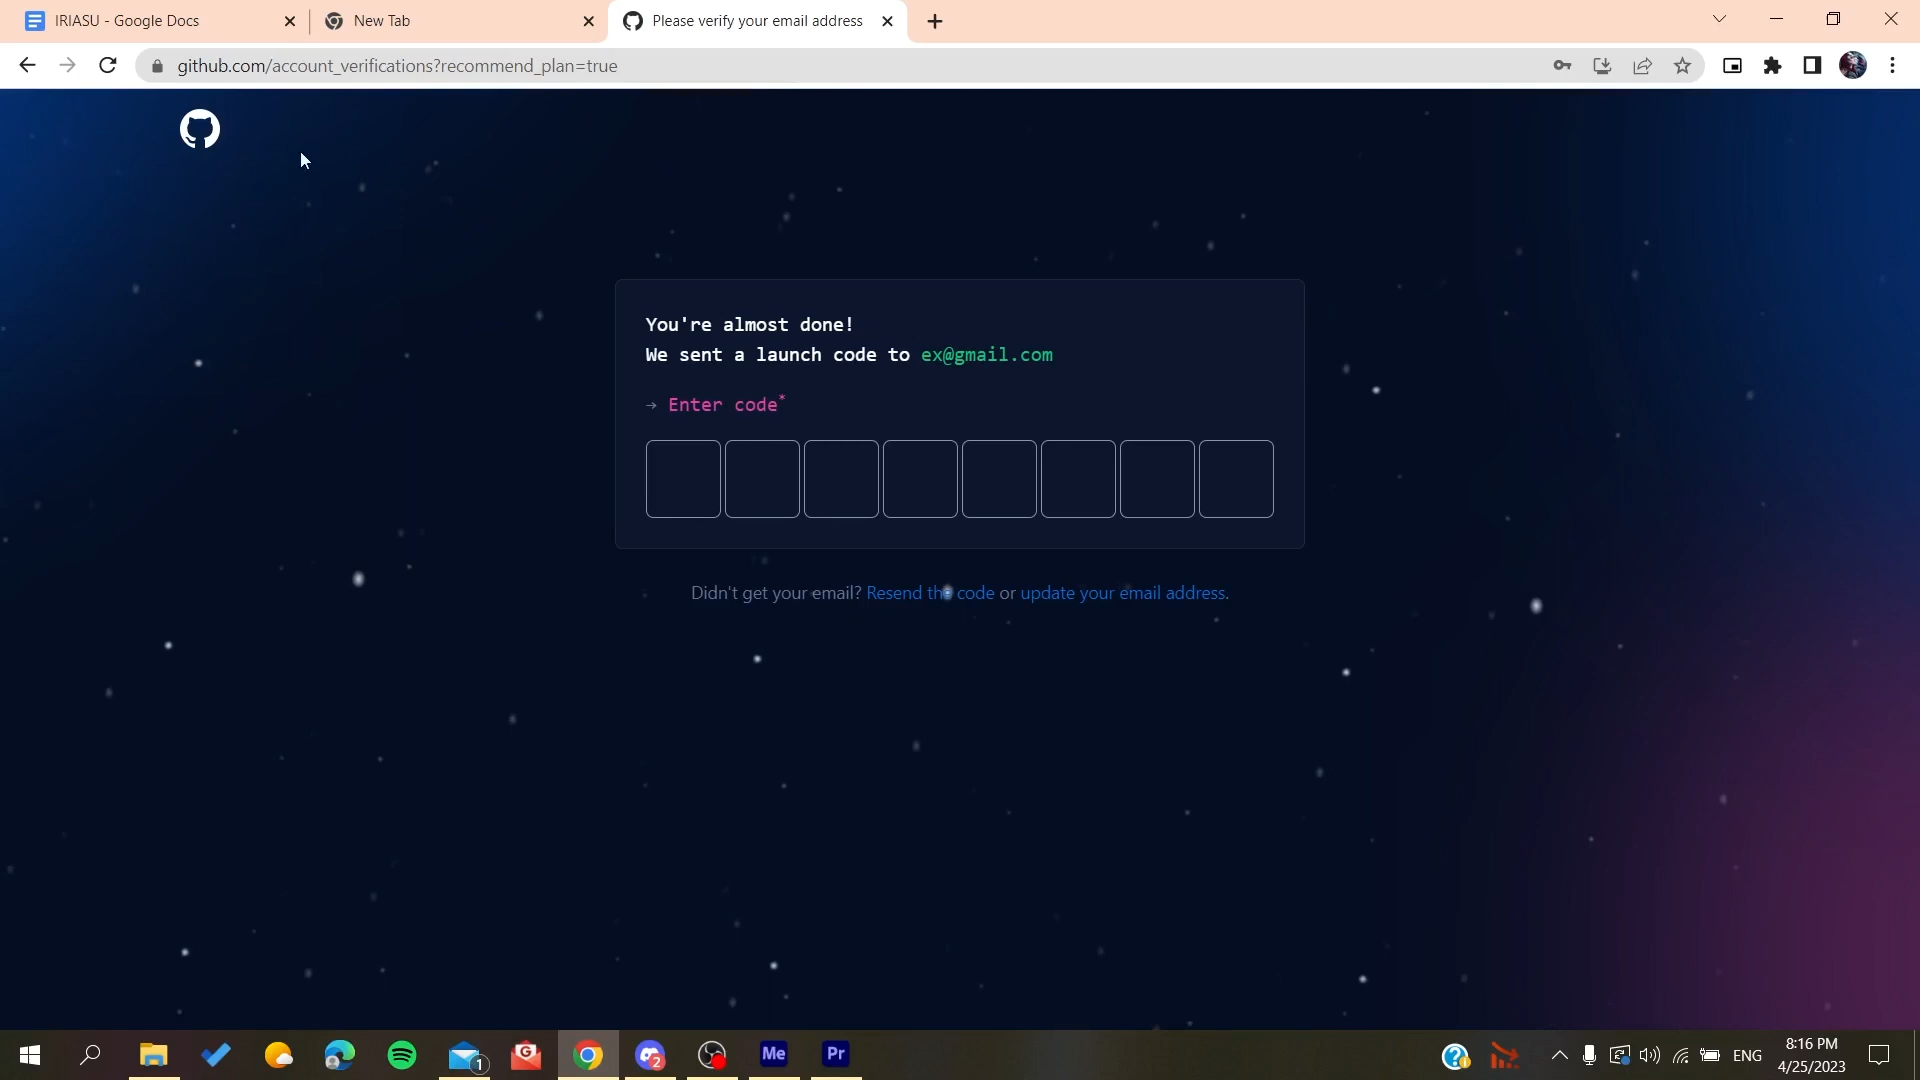 IRIASU - Google Docs
New Tab
Please verify your email address
github.com/account_verifications?recommend_plan=true
You're almost done!
We sent a launch code to ex@gmail.com
→ Enter code*
Didn't get your email? Resend the code or update your email address.
1
G
2
Me
Pr
ENG
8:16 PM
4/25/2023